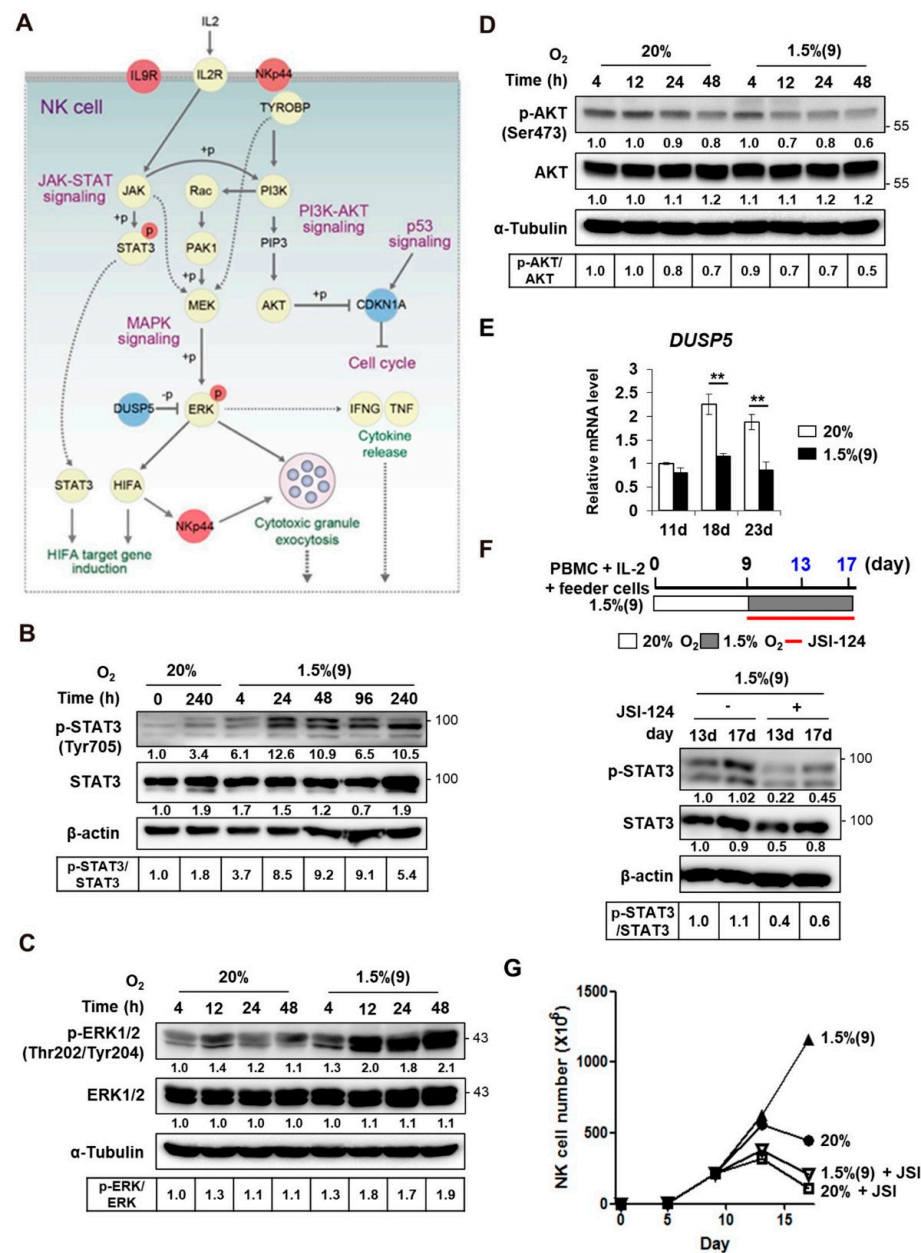 A
IL2
IL9R
IL2R
NKp44
TYROBP
NK cell
+p
JAK-STAT
signaling
JAK
Rac
PI3K
+p
p
STAT3
PAK1
PIP3
PI3K-AKT
signaling
p53
signaling
+p
MEK
AKT
+p
CDKN1A
MAPK
signaling
+p
Cell cycle
DUSP5
-p
ERK
p
IFNG
TNF
Cytokine
release
STAT3
HIFA
NKp44
Cytotoxic granule
exocytosis
HIFA target gene
induction
B
O2 20% 1.5%(9)
Time (h) 0 240 4 24 48 96 240
p-STAT3
(Tyr705)
100
1.0 3.4 6.1 12.6 10.9 6.5 10.5
STAT3
100
1.0 1.9 1.7 1.5 1.2 0.7 1.9
β-actin
p-STAT3/
STAT3
1.0 1.8 3.7 8.5 9.2 9.1 5.4
C
O2 20% 1.5%(9)
Time (h) 4 12 24 48 4 12 24 48
p-ERK1/2
(Thr202/Tyr204)
43
1.0 1.4 1.2 1.1 1.3 2.0 1.8 2.1
ERK1/2
43
1.0 1.0 1.0 1.0 1.0 1.1 1.1 1.1
α-Tubulin
p-ERK/
ERK
1.0 1.3 1.1 1.1 1.3 1.8 1.7 1.9
D
O2 20% 1.5%(9)
Time (h) 4 12 24 48 4 12 24 48
p-AKT
(Ser473)
55
1.0 1.0 0.9 0.8 1.0 0.7 0.8 0.6
AKT
55
1.0 1.0 1.1 1.2 1.1 1.1 1.2 1.2
α-Tubulin
p-AKT/
AKT
1.0 1.0 0.8 0.7 0.9 0.7 0.7 0.5
E
DUSP5
Relative mRNA level
3
2.5
2
1.5
1
0.5
0
**
**
20%
1.5%(9)
11d 18d 23d
F
PBMC + IL-2
+ feeder cells
0 9 13 17 (day)
1.5%(9)
20% O2 1.5% O2 JSI-124
1.5%(9)
JSI-124 - +
day 13d 17d 13d 17d
p-STAT3
100
1.0 1.02 0.22 0.45
STAT3
100
1.0 0.9 0.5 0.8
β-actin
p-STAT3
/STAT3
1.0 1.1 0.4 0.6
G
NK cell number (X10⁶)
1500
1000
500
0
1.5%(9)
20%
1.5%(9) + JSI
20% + JSI
0 5 10 15
Day